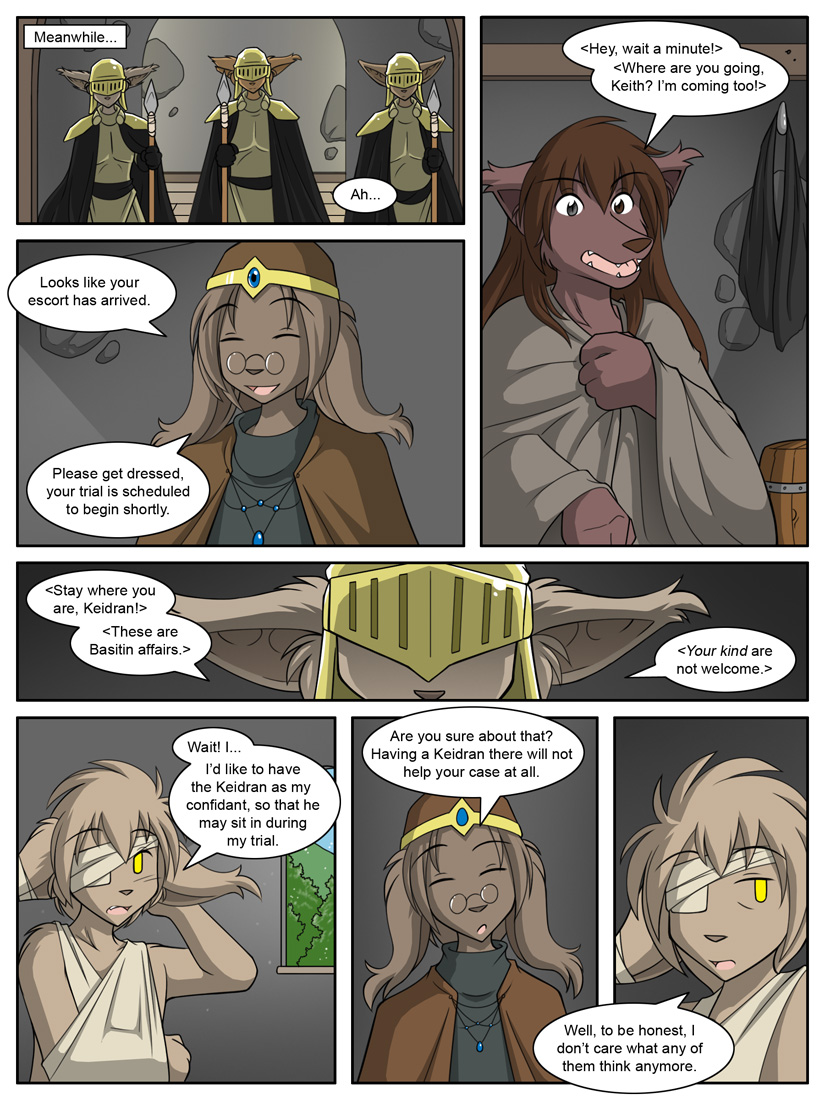 Meanwhile...
Ah...
<Hey, wait a minute!>
<Where are you going,
Keith? I'm coming too!>
Looks like your
escort has arrived.
Please get dressed,
your trial is scheduled
to begin shortly.
<Stay where you
are, Keidran!>
<These are
Basitin affairs.>
<Your kind are
not welcome.>
Wait! I...
I'd like to have
the Keidran as my
confidant, so that he
may sit in during
my trial.
Are you sure about that?
Having a Keidran there will not
help your case at all.
Well, to be honest, I
don't care what any of
them think anymore.